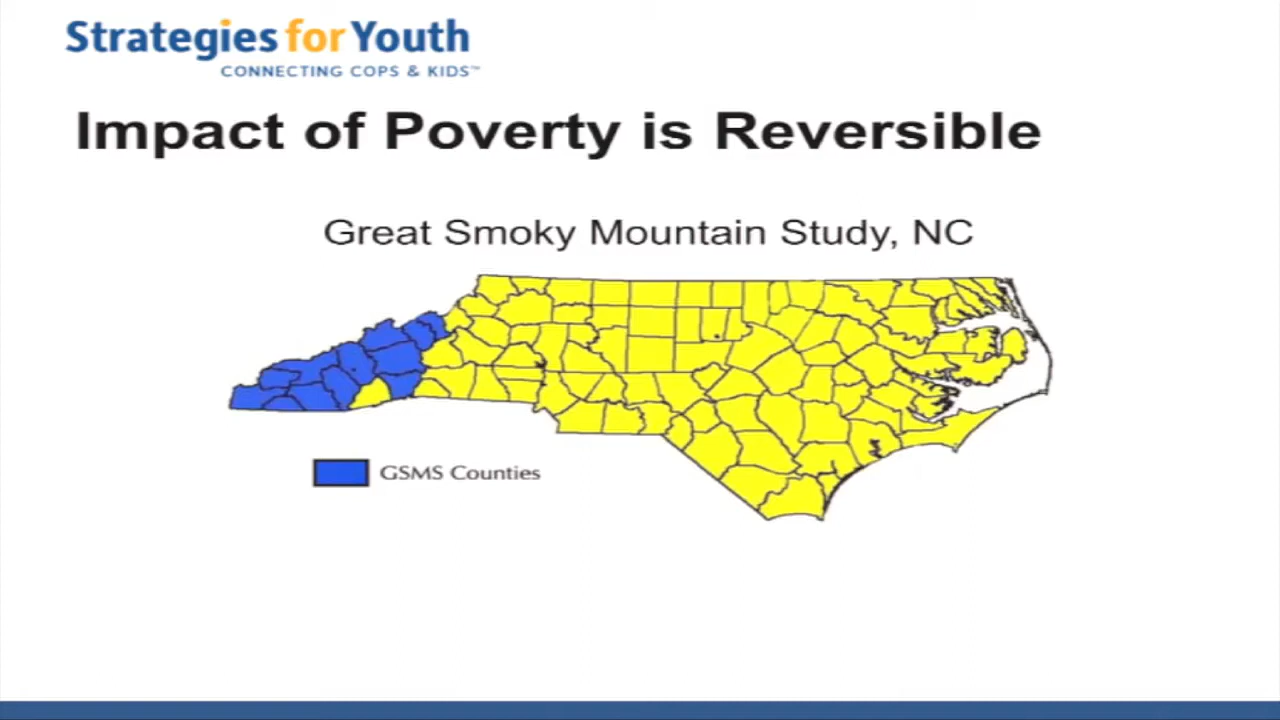 Strategies for Youth
CONNECTING COPS & KIDS™
Impact of Poverty is Reversible
Great Smoky Mountain Study, NC
GSMS Counties